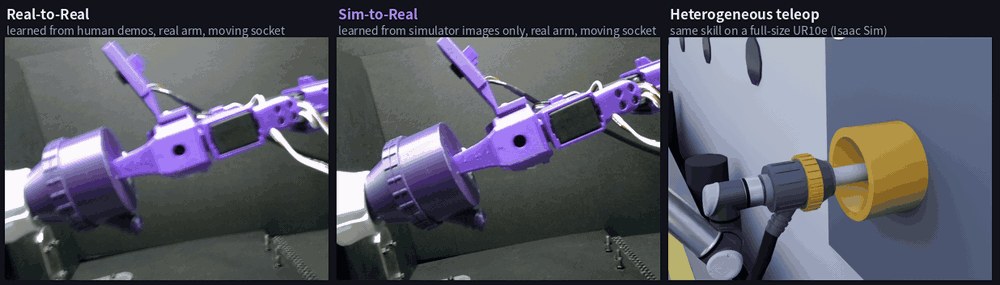 Real-to-Real
learned from human demos, real arm, moving socket
Sim-to-Real
learned from simulator images only, real arm, moving socket
Heterogeneous teleop
same skill on a full-size UR10e (Isaac Sim)